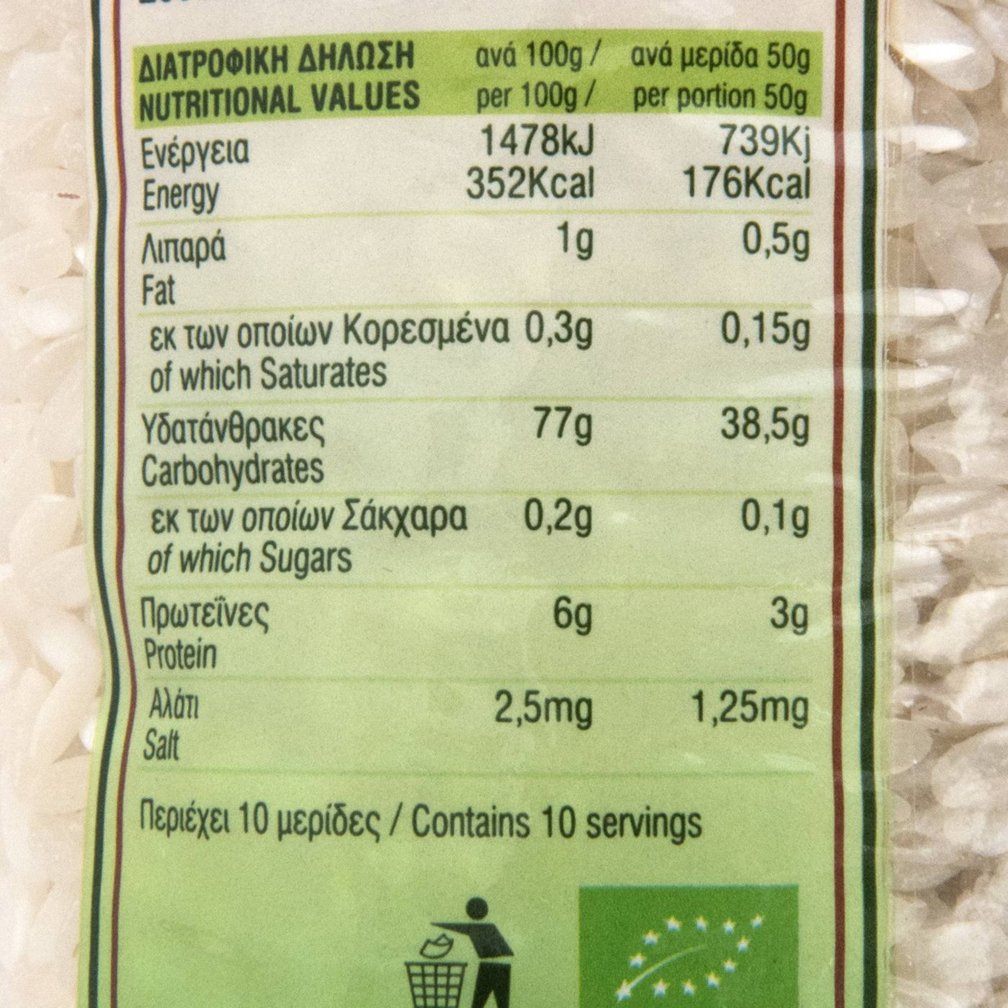 ΔΙΑΤΡΟΦΙΚΗ ΔΗΛΩΣΗ ανά 100g / ανά μερίδα 50g
NUTRITIONAL VALUES per 100g / per portion 50g
Ενέργεια 1478kJ 739Kj
Energy 352Kcal 176Kcal
Λιπαρά 1g 0,5g
Fat
εκ των οποίων Κορεσμένα 0,3g 0,15g
of which Saturates
Υδατάνθρακες 77g 38,5g
Carbohydrates
εκ των οποίων Σάκχαρα 0,2g 0,1g
of which Sugars
Πρωτεΐνες 6g 3g
Protein
Αλάτι 2,5mg 1,25mg
Salt
Περιέχει 10 μερίδες / Contains 10 servings